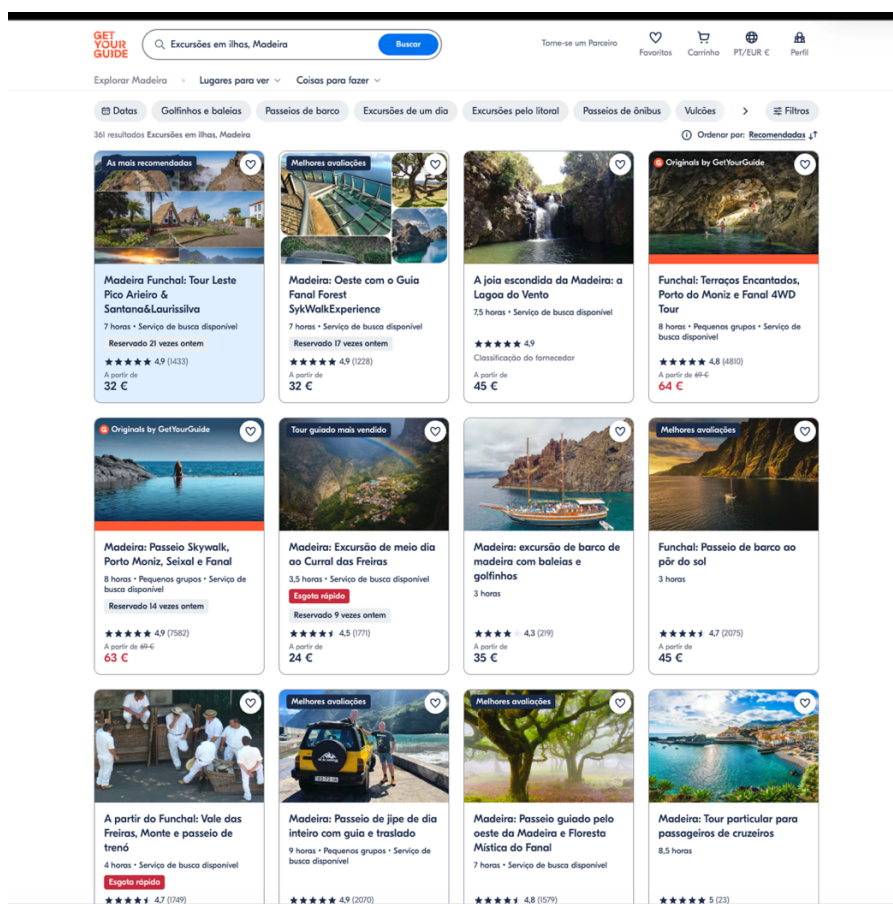 GET
YOUR
GUIDE
Excursões em ilhas, Madeira
Buscar
Torne-se um Parceiro
Favoritos
Carrinho
PT/EUR €
Perfil
Explorar Madeira
Lugares para ver
Coisas para fazer
Datas
Golfinhos e baleias
Passeios de barco
Excursões de um dia
Excursões pelo litoral
Passeios de ônibus
Vulcões
Filtros
361 resultados Excursões em ilhas, Madeira
Ordenar por: Recomendadas
As mais recomendadas
Madeira Funchal: Tour Leste
Pico Arieiro &
Santana&Laurissilva
7 horas • Serviço de busca disponível
Reservado 21 vezes ontem
4,9 (1433)
A partir de
32 €
Melhores avaliações
Madeira: Oeste com o Guia
Fanal Forest
SykWalkExperience
7 horas • Serviço de busca disponível
Reservado 17 vezes ontem
4,9 (1228)
A partir de
32 €
A joia escondida da Madeira: a
Lagoa do Vento
7,5 horas • Serviço de busca disponível
4,9
Classificação do fornecedor
A partir de
45 €
Originals by GetYourGuide
Funchal: Terraços Encantados,
Porto do Moniz e Fanal 4WD
Tour
8 horas • Pequenos grupos • Serviço de
busca disponível
4,8 (4810)
A partir de 69 €
64 €
Originals by GetYourGuide
Madeira: Passeio Skywalk,
Porto Moniz, Seixal e Fanal
8 horas • Pequenos grupos • Serviço de
busca disponível
Reservado 14 vezes ontem
4,9 (7582)
A partir de 69 €
63 €
Tour guiado mais vendido
Madeira: Excursão de meio dia
ao Curral das Freiras
3,5 horas • Serviço de busca disponível
Esgota rápido
Reservado 9 vezes ontem
4,5 (1771)
A partir de
24 €
Madeira: excursão de barco de
madeira com baleias e
golfinhos
3 horas
4,3 (219)
A partir de
35 €
Melhores avaliações
Funchal: Passeio de barco ao
pôr do sol
3 horas
4,7 (2075)
A partir de
45 €
A partir do Funchal: Vale das
Freiras, Monte e passeio de
trenó
4 horas • Serviço de busca disponível
Esgota rápido
4,7 (1749)
Melhores avaliações
Madeira: Passeio de jipe de dia
inteiro com guia e traslado
9 horas • Pequenos grupos • Serviço de
busca disponível
4,9 (2070)
Melhores avaliações
Madeira: Passeio guiado pelo
oeste da Madeira e Floresta
Mística do Fanal
7 horas • Serviço de busca disponível
4,8 (1579)
Madeira: Tour particular para
passageiros de cruzeiros
8,5 horas
5 (23)